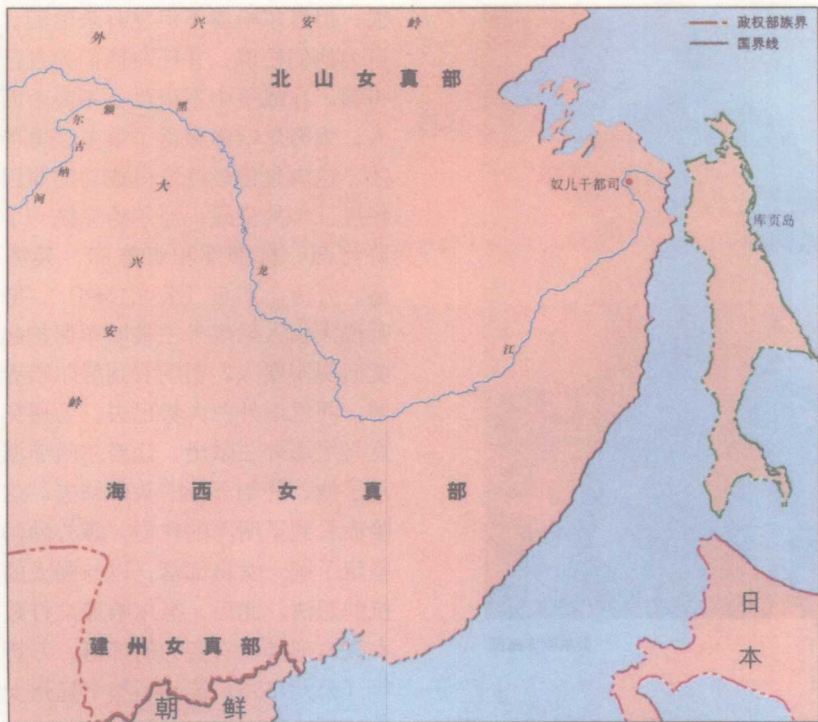 外兴安岭
政权部族界
国界线
北山女真部
额尔古纳河
黑龙江
大兴安岭
奴儿干都司
库页岛
海西女真部
建州女真部
朝鲜
日本